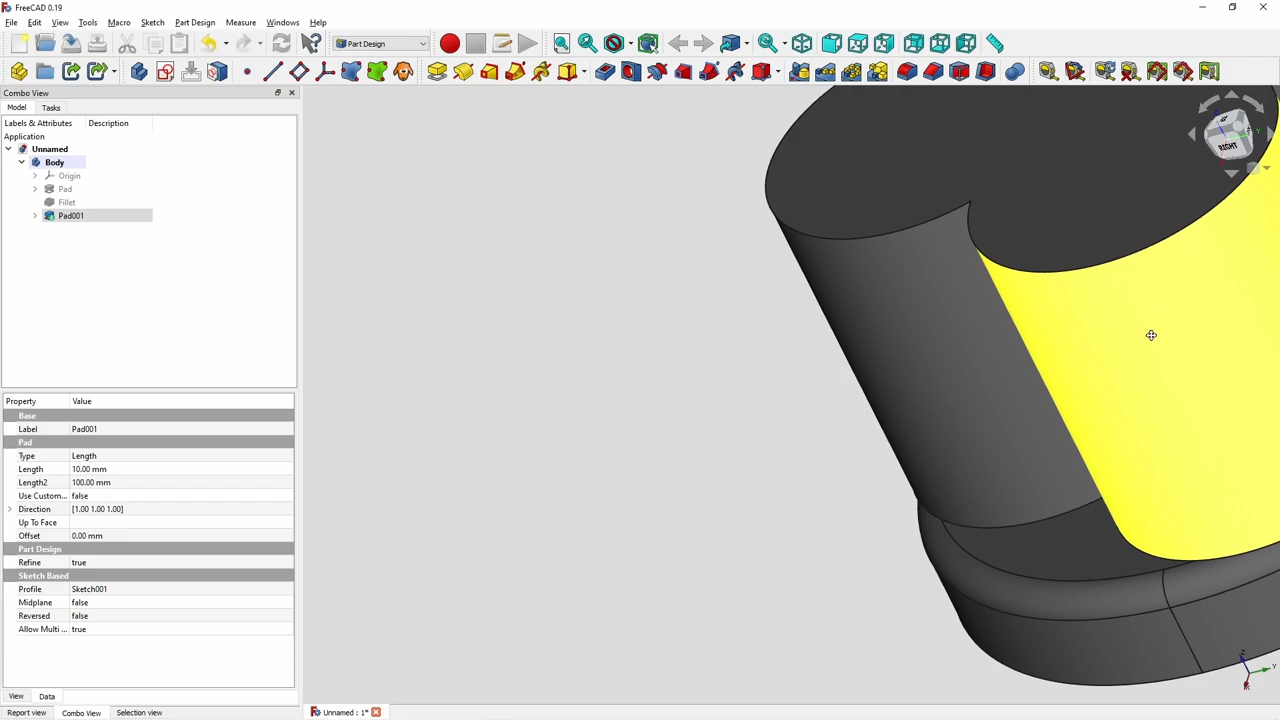 FreeCAD 0.19
File Edit View Tools Macro Sketch Part Design Measure Windows Help
Part Design
Combo View
Model Tasks
Labels & Attributes Description
Application
Unnamed
Body
Origin
Pad
Fillet
Pad001
Property Value
Base
Label Pad001
Pad
Type Length
Length 10.00 mm
Length2 100.00 mm
Use Custom... false
Direction [1.00 1.00 1.00]
Up To Face
Offset 0.00 mm
Part Design
Refine true
Sketch Based
Profile Sketch001
Midplane false
Reversed false
Allow Multi ... true
View Data
Report view Combo View Selection view
Unnamed : 1*
RIGHT
Z
Y
Z
Y